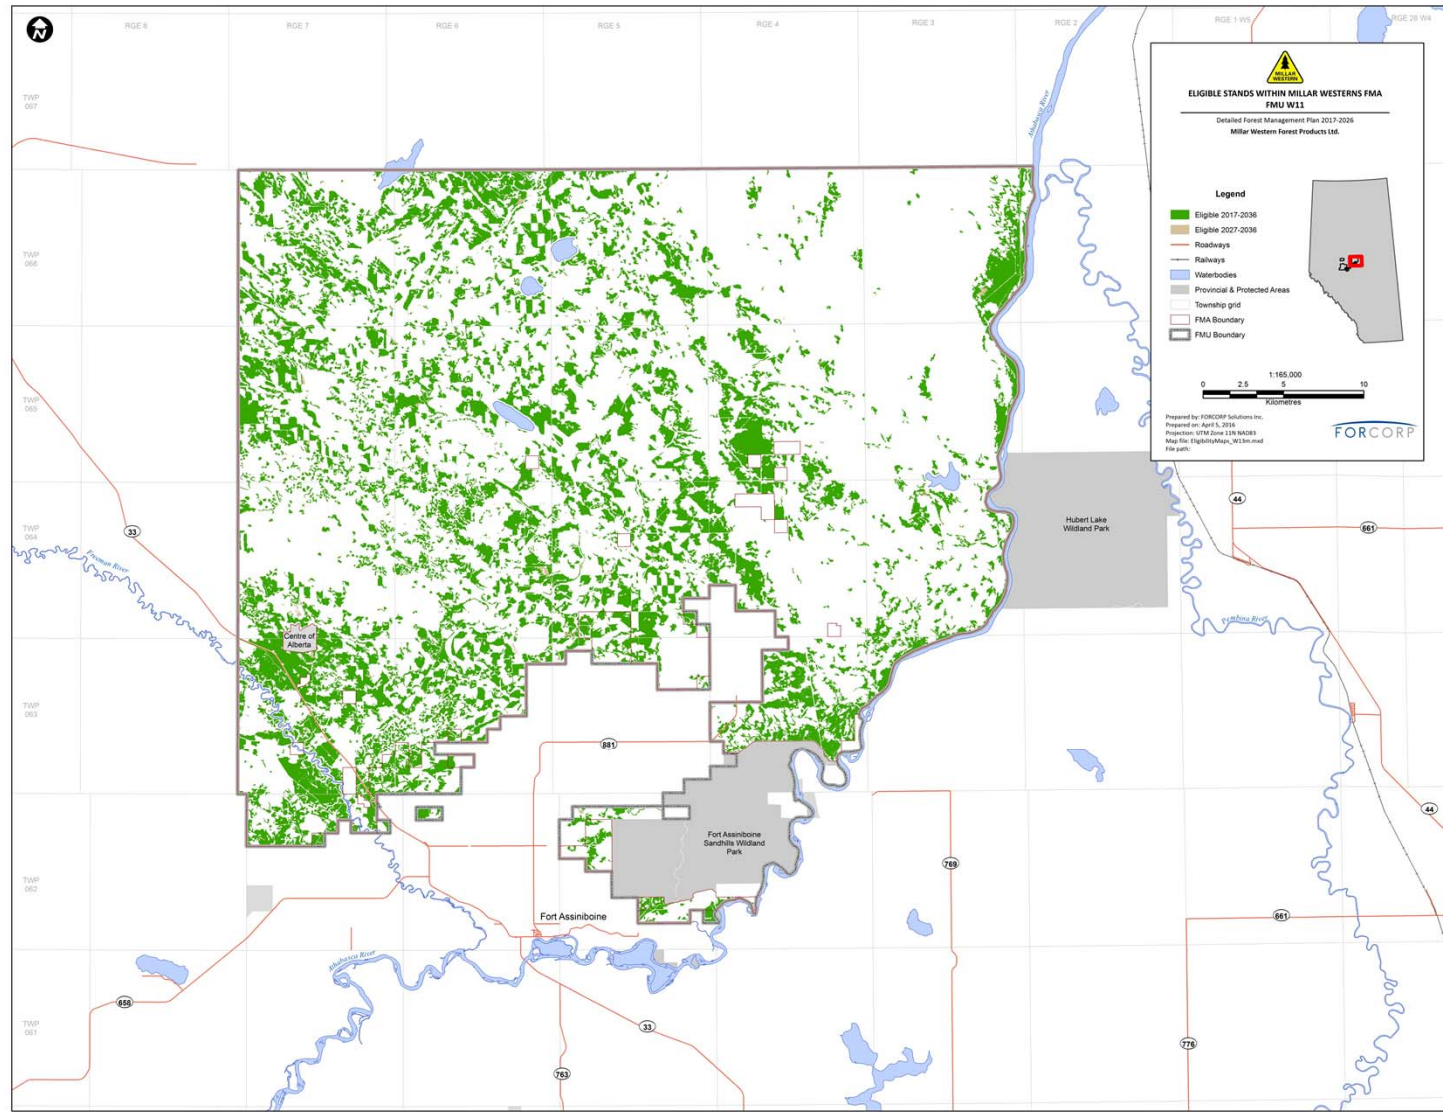 N
RGE 8
RGE 7
RGE 6
RGE 5
RGE 4
RGE 3
RGE 2
RGE 1 W5
RGE 28 W4
TWP
067
TWP
066
TWP
065
TWP
064
TWP
063
TWP
062
TWP
061
Athabasca River
MILLAR
WESTERN
ELIGIBLE STANDS WITHIN MILLAR WESTERNS FMA
FMU W11
Detailed Forest Management Plan 2017-2026
Millar Western Forest Products Ltd.
Legend
Eligible 2017-2036
Eligible 2027-2036
Roadways
Railways
Waterbodies
Provincial & Protected Areas
Township grid
FMA Boundary
FMU Boundary
1:165,000
0 2.5 5 10
Kilometres
Prepared by: FORCORP Solutions Inc.
Prepared on: April 5, 2016
Projection: UTM Zone 11N NAD83
Map file: EligibilityMaps_W13m.mxd
File path:
FORCORP
33
Freeman River
Hubert Lake
Wildland Park
44
661
Pembina River
Centre of
Alberta
881
44
Fort Assiniboine
Sandhills Wildland
Park
769
Fort Assiniboine
661
Athabasca River
658
33
763
776